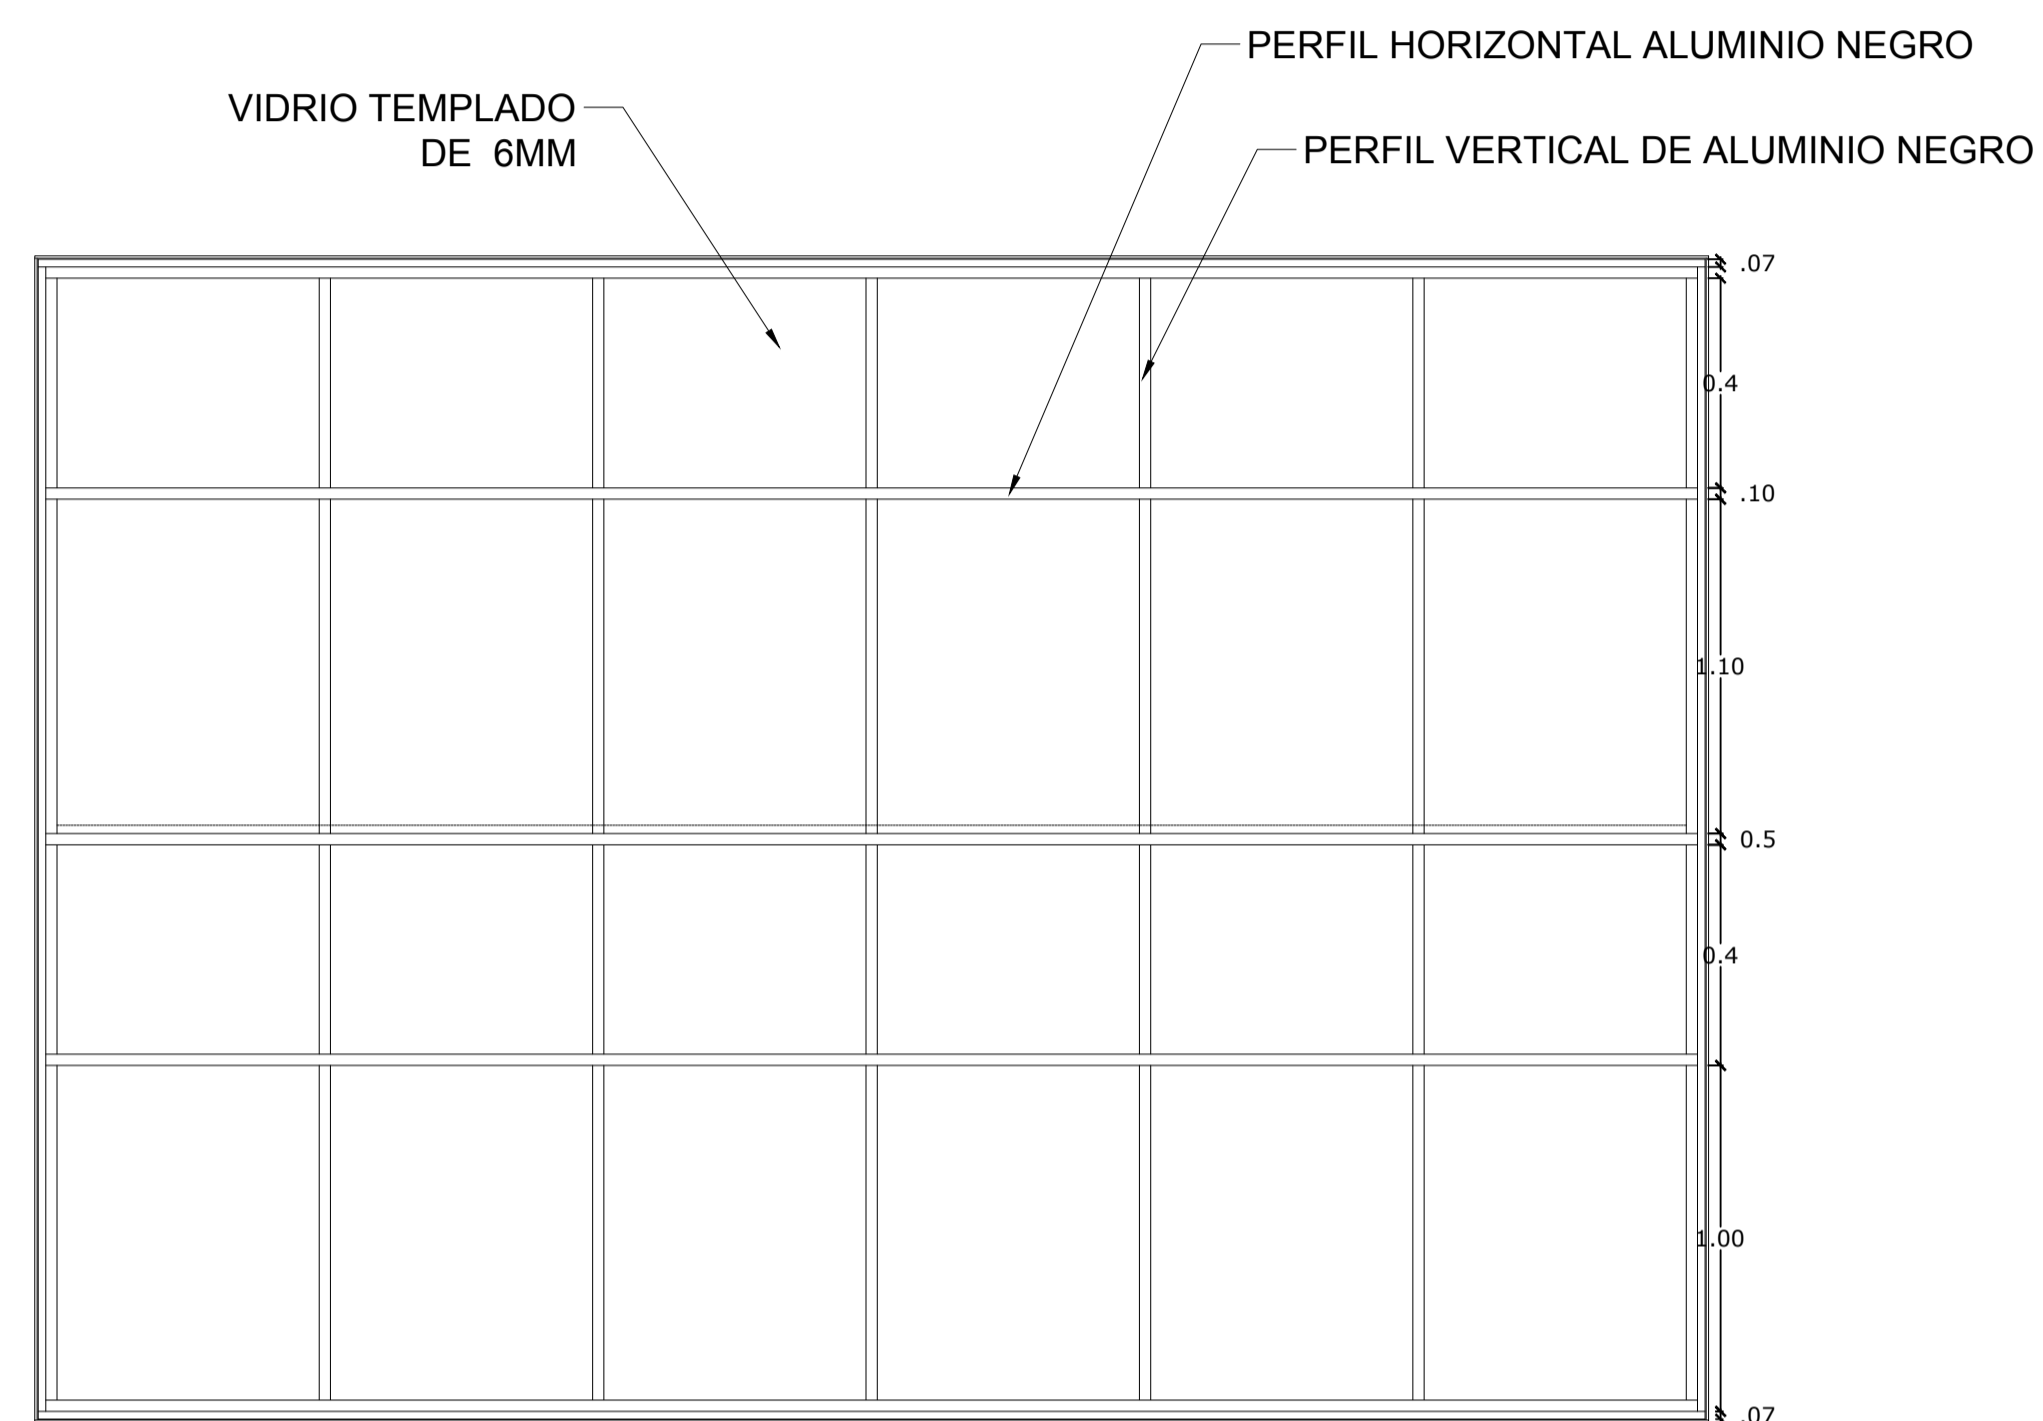 PERFIL HORIZONTAL ALUMINIO NEGRO
VIDRIO TEMPLADO
DE 6MM
PERFIL VERTICAL DE ALUMINIO NEGRO
.07
0.4
.10
1.10
0.5
0.4
1.00
.07